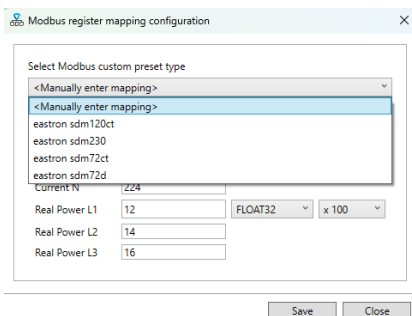 Modbus register mapping configuration
Select Modbus custom preset type
<Manually enter mapping>
<Manually enter mapping>
eastron sdm120ct
eastron sdm230
eastron sdm72ct
eastron sdm72d
Current N 224
Real Power L1 12 FLOAT32 x 100
Real Power L2 14
Real Power L3 16
Save Close